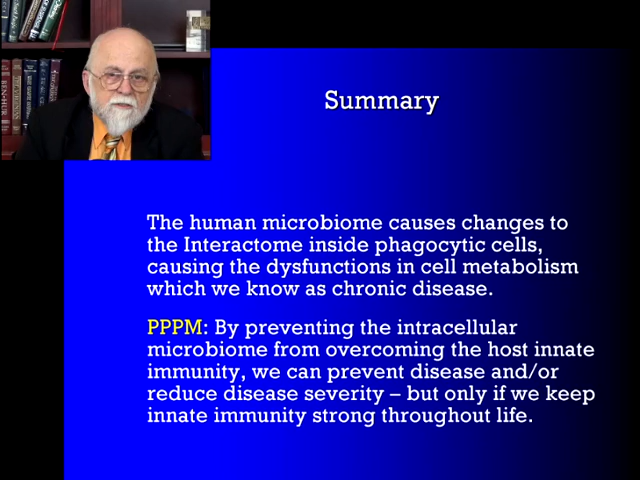 Summary
The human microbiome causes changes to
the Interactome inside phagocytic cells,
causing the dysfunctions in cell metabolism
which we know as chronic disease.
PPPM: By preventing the intracellular
microbiome from overcoming the host innate
immunity, we can prevent disease and/or
reduce disease severity – but only if we keep
innate immunity strong throughout life.
BEN-HUR